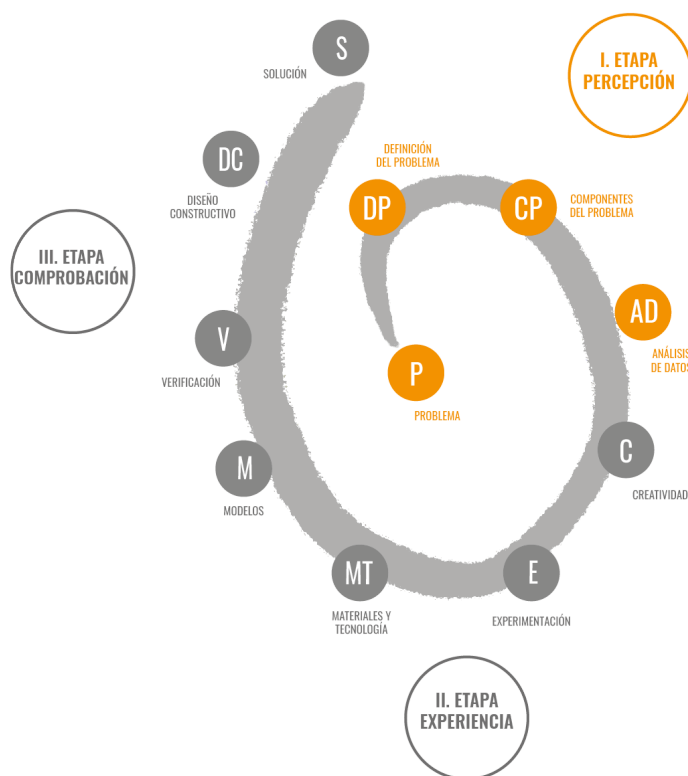 S
SOLUCIÓN
I. ETAPA
PERCEPCIÓN
DC
DISEÑO
CONSTRUCTIVO
DEFINICIÓN
DEL PROBLEMA
DP
CP
COMPONENTES
DEL PROBLEMA
III. ETAPA
COMPROBACIÓN
AD
ANÁLISIS
DE DATOS
V
VERIFICACIÓN
P
PROBLEMA
C
CREATIVIDAD
M
MODELOS
MT
MATERIALES Y
TECNOLOGÍA
E
EXPERIMENTACIÓN
II. ETAPA
EXPERIENCIA